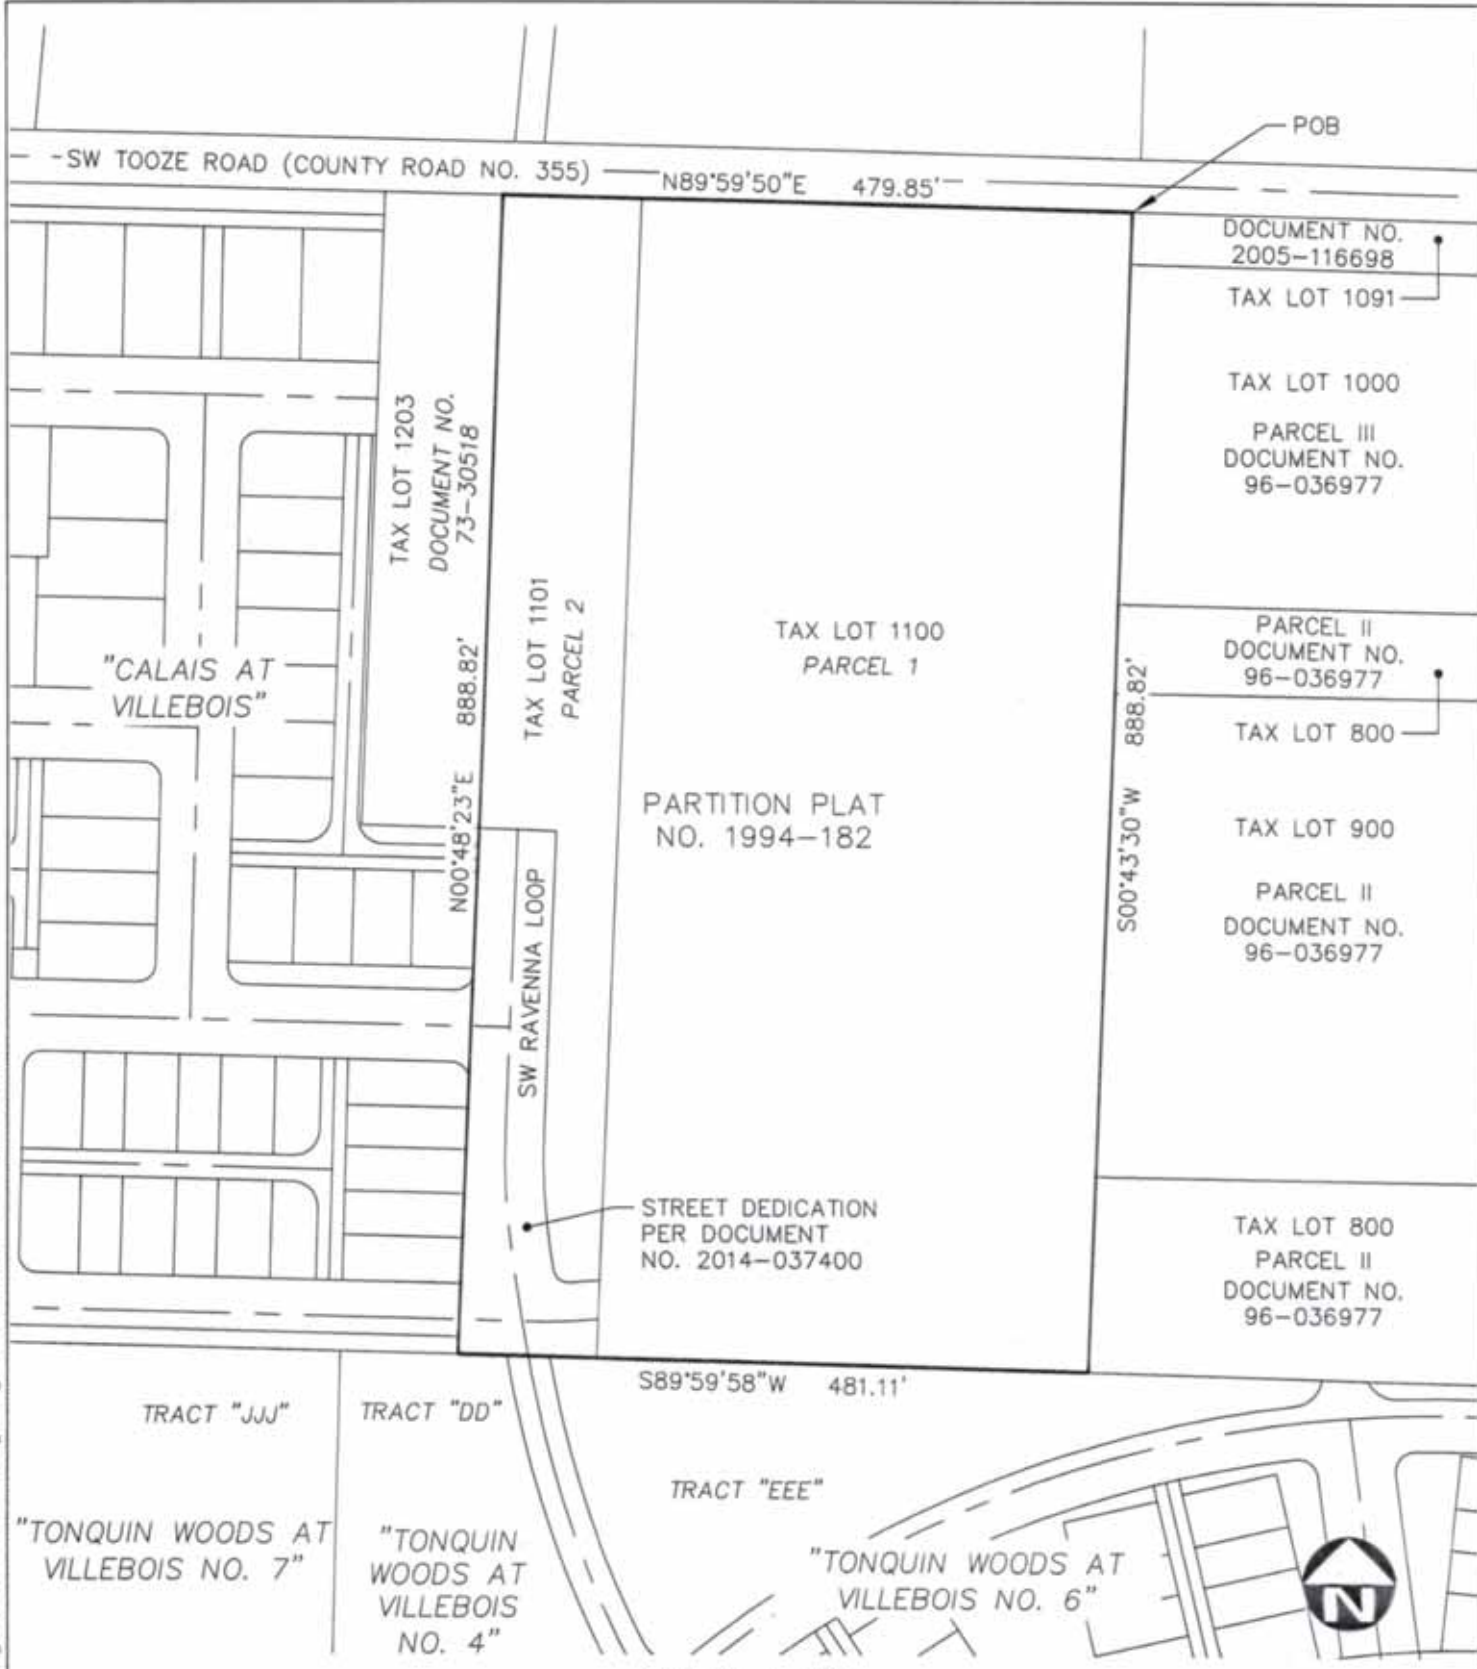 POB
SW TOOZE ROAD (COUNTY ROAD NO. 355)
N89°59'50"E 479.85'
DOCUMENT NO.
2005-116698
TAX LOT 1091
TAX LOT 1000
PARCEL III
DOCUMENT NO.
96-036977
TAX LOT 1203
DOCUMENT NO.
73-30518
TAX LOT 1101
PARCEL 2
TAX LOT 1100
PARCEL 1
PARCEL II
DOCUMENT NO.
96-036977
TAX LOT 800
"CALAIS AT
VILLEBOIS"
N00°48'23"E 888.82'
S00°43'30"W 888.82'
PARTITION PLAT
NO. 1994-182
TAX LOT 900
PARCEL II
DOCUMENT NO.
96-036977
SW RAVENNA LOOP
STREET DEDICATION
PER DOCUMENT
NO. 2014-037400
TAX LOT 800
PARCEL II
DOCUMENT NO.
96-036977
S89°59'58"W 481.11'
TRACT "JJJ"
TRACT "DD"
TRACT "EEE"
"TONQUIN WOODS AT
VILLEBOIS NO. 7"
"TONQUIN
WOODS AT
VILLEBOIS
NO. 4"
"TONQUIN WOODS AT
VILLEBOIS NO. 6"
N